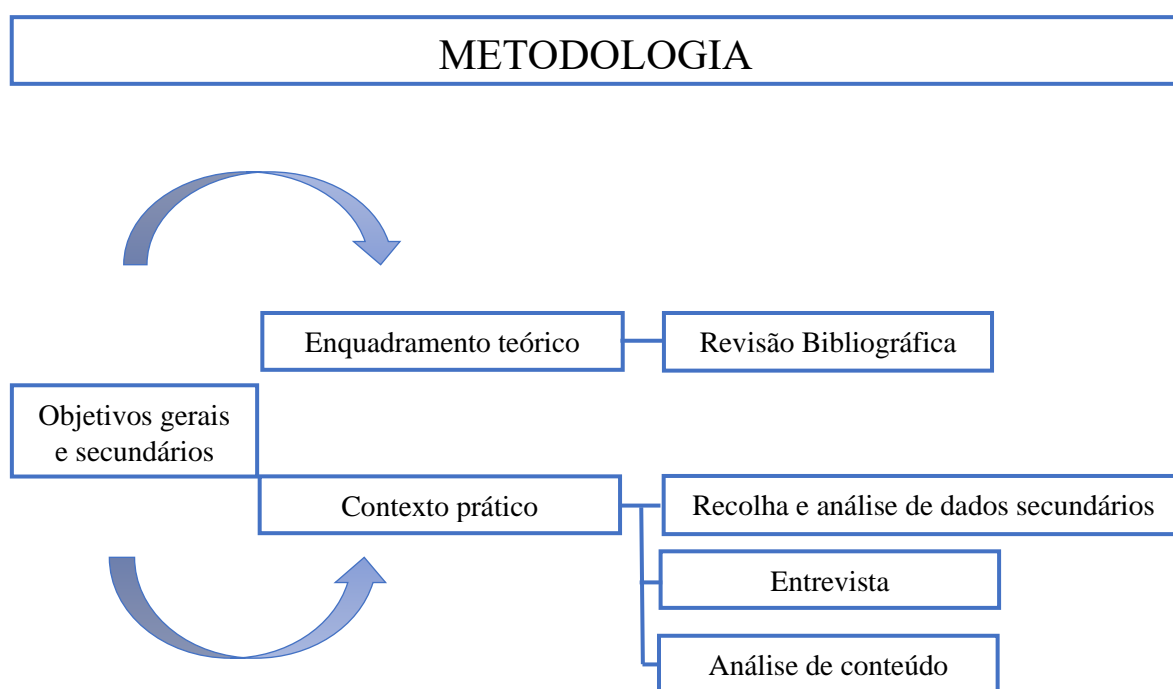 METODOLOGIA
Enquadramento teórico
Revisão Bibliográfica
Objetivos gerais
e secundários
Contexto prático
Recolha e análise de dados secundários
Entrevista
Análise de conteúdo